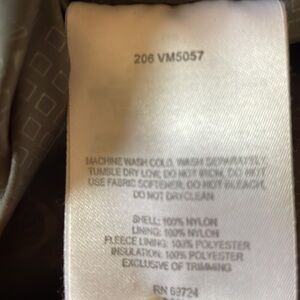 206 VM5057
MACHINE WASH COLD, WASH SEPARATELY,
TUMBLE DRY LOW, DO NOT IRON, DO NOT
USE FABRIC SOFTENER, DO NOT BLEACH,
DO NOT DRYCLEAN
SHELL: 100% NYLON
LINING: 100% NYLON
FLEECE LINING: 100% POLYESTER
INSULATION: 100% POLYESTER
EXCLUSIVE OF TRIMMING
RN 69724